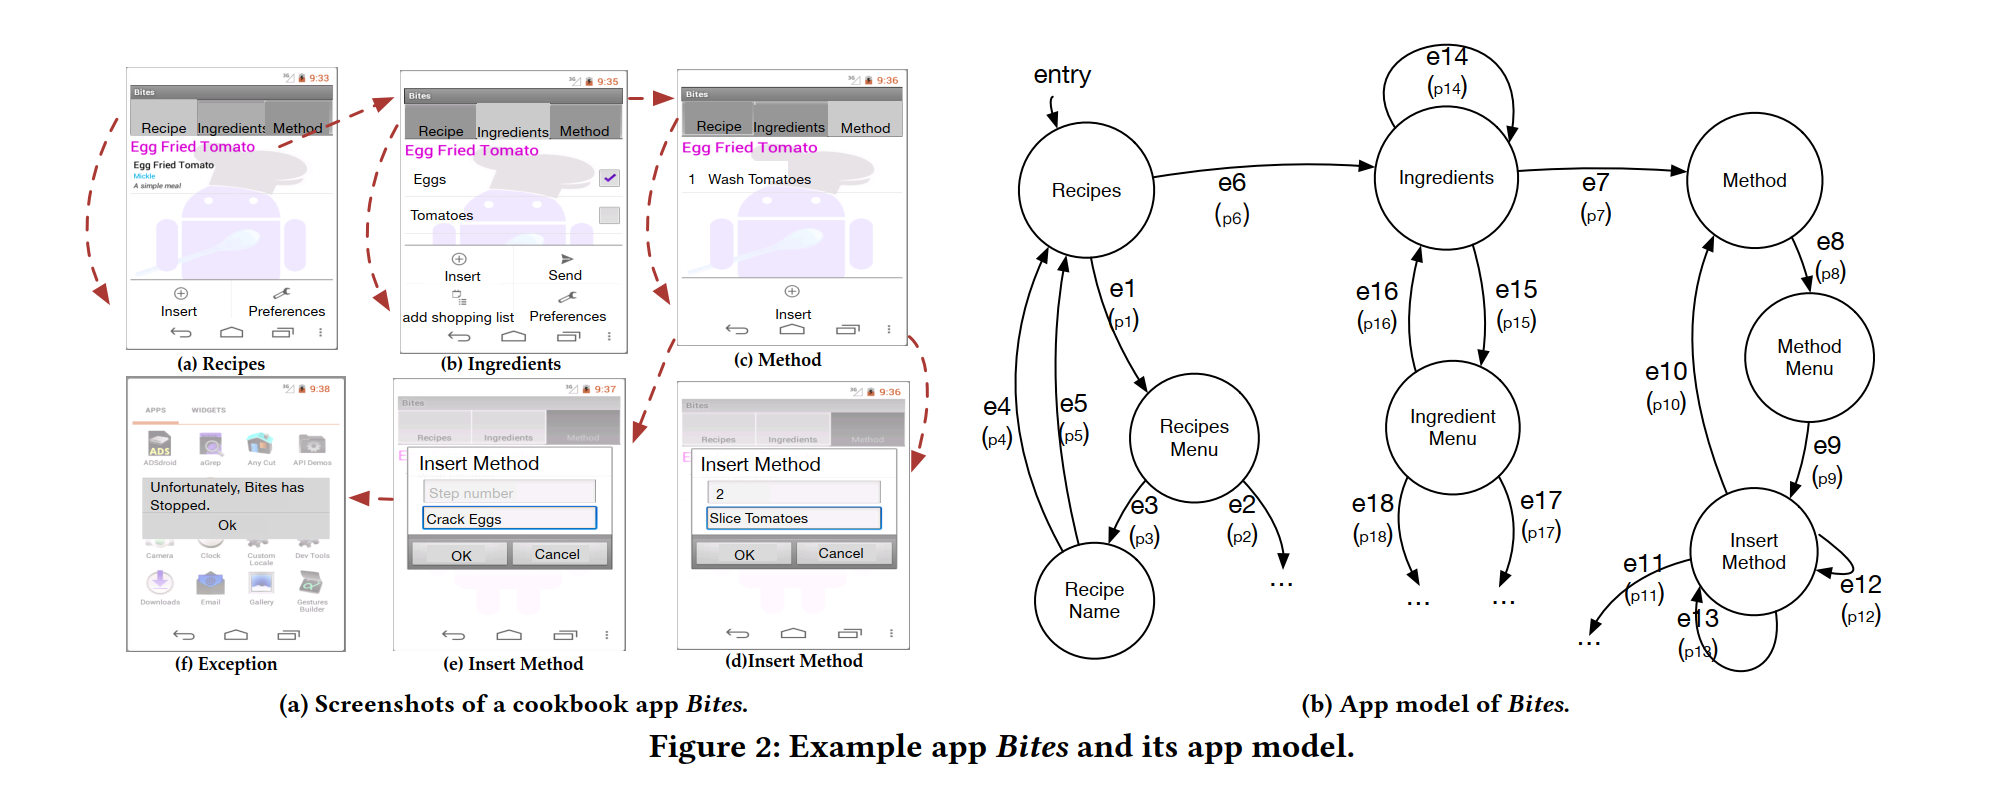 9:33
Bites
Recipe Ingredients Method
Egg Fried Tomato
Egg Fried Tomato
Mickle
A simple meal
Insert Preferences
(a) Recipes
9:35
Bites
Recipe Ingredients Method
Egg Fried Tomato
Eggs
Tomatoes
Insert Send
add shopping list Preferences
(b) Ingredients
9:36
Bites
Recipe Ingredients Method
Egg Fried Tomato
1 Wash Tomatoes
Insert
(c) Method
9:38
APPS WIDGETS
ADS
ADSdroid aGrep Any Cut API Demos
Unfortunately, Bites has
Stopped.
Ok
Camera Clock Custom Locale Dev Tools
Downloads Email Gallery Gestures Builder
(f) Exception
9:37
Bites
Recipes Ingredients Method
E
Insert Method
Step number
Crack Eggs
OK Cancel
(e) Insert Method
9:36
Bites
Recipes Ingredients Method
E
Insert Method
2
Slice Tomatoes
OK Cancel
(d)Insert Method
(a) Screenshots of a cookbook app Bites.
entry
Recipes
e6
(p6)
e14
(p14)
Ingredients
e7
(p7)
Method
e1
(p1)
e16
(p16)
e15
(p15)
e8
(p8)
Method
Menu
e4
(p4)
e5
(p5)
Recipes
Menu
Ingredient
Menu
e10
(p10)
e9
(p9)
e3
(p3)
e2
(p2)
...
e18
(p18)
...
e17
(p17)
...
Recipe
Name
Insert
Method
e11
(p11)
...
e12
(p12)
e13
(p13)
(b) App model of Bites.
Figure 2: Example app Bites and its app model.